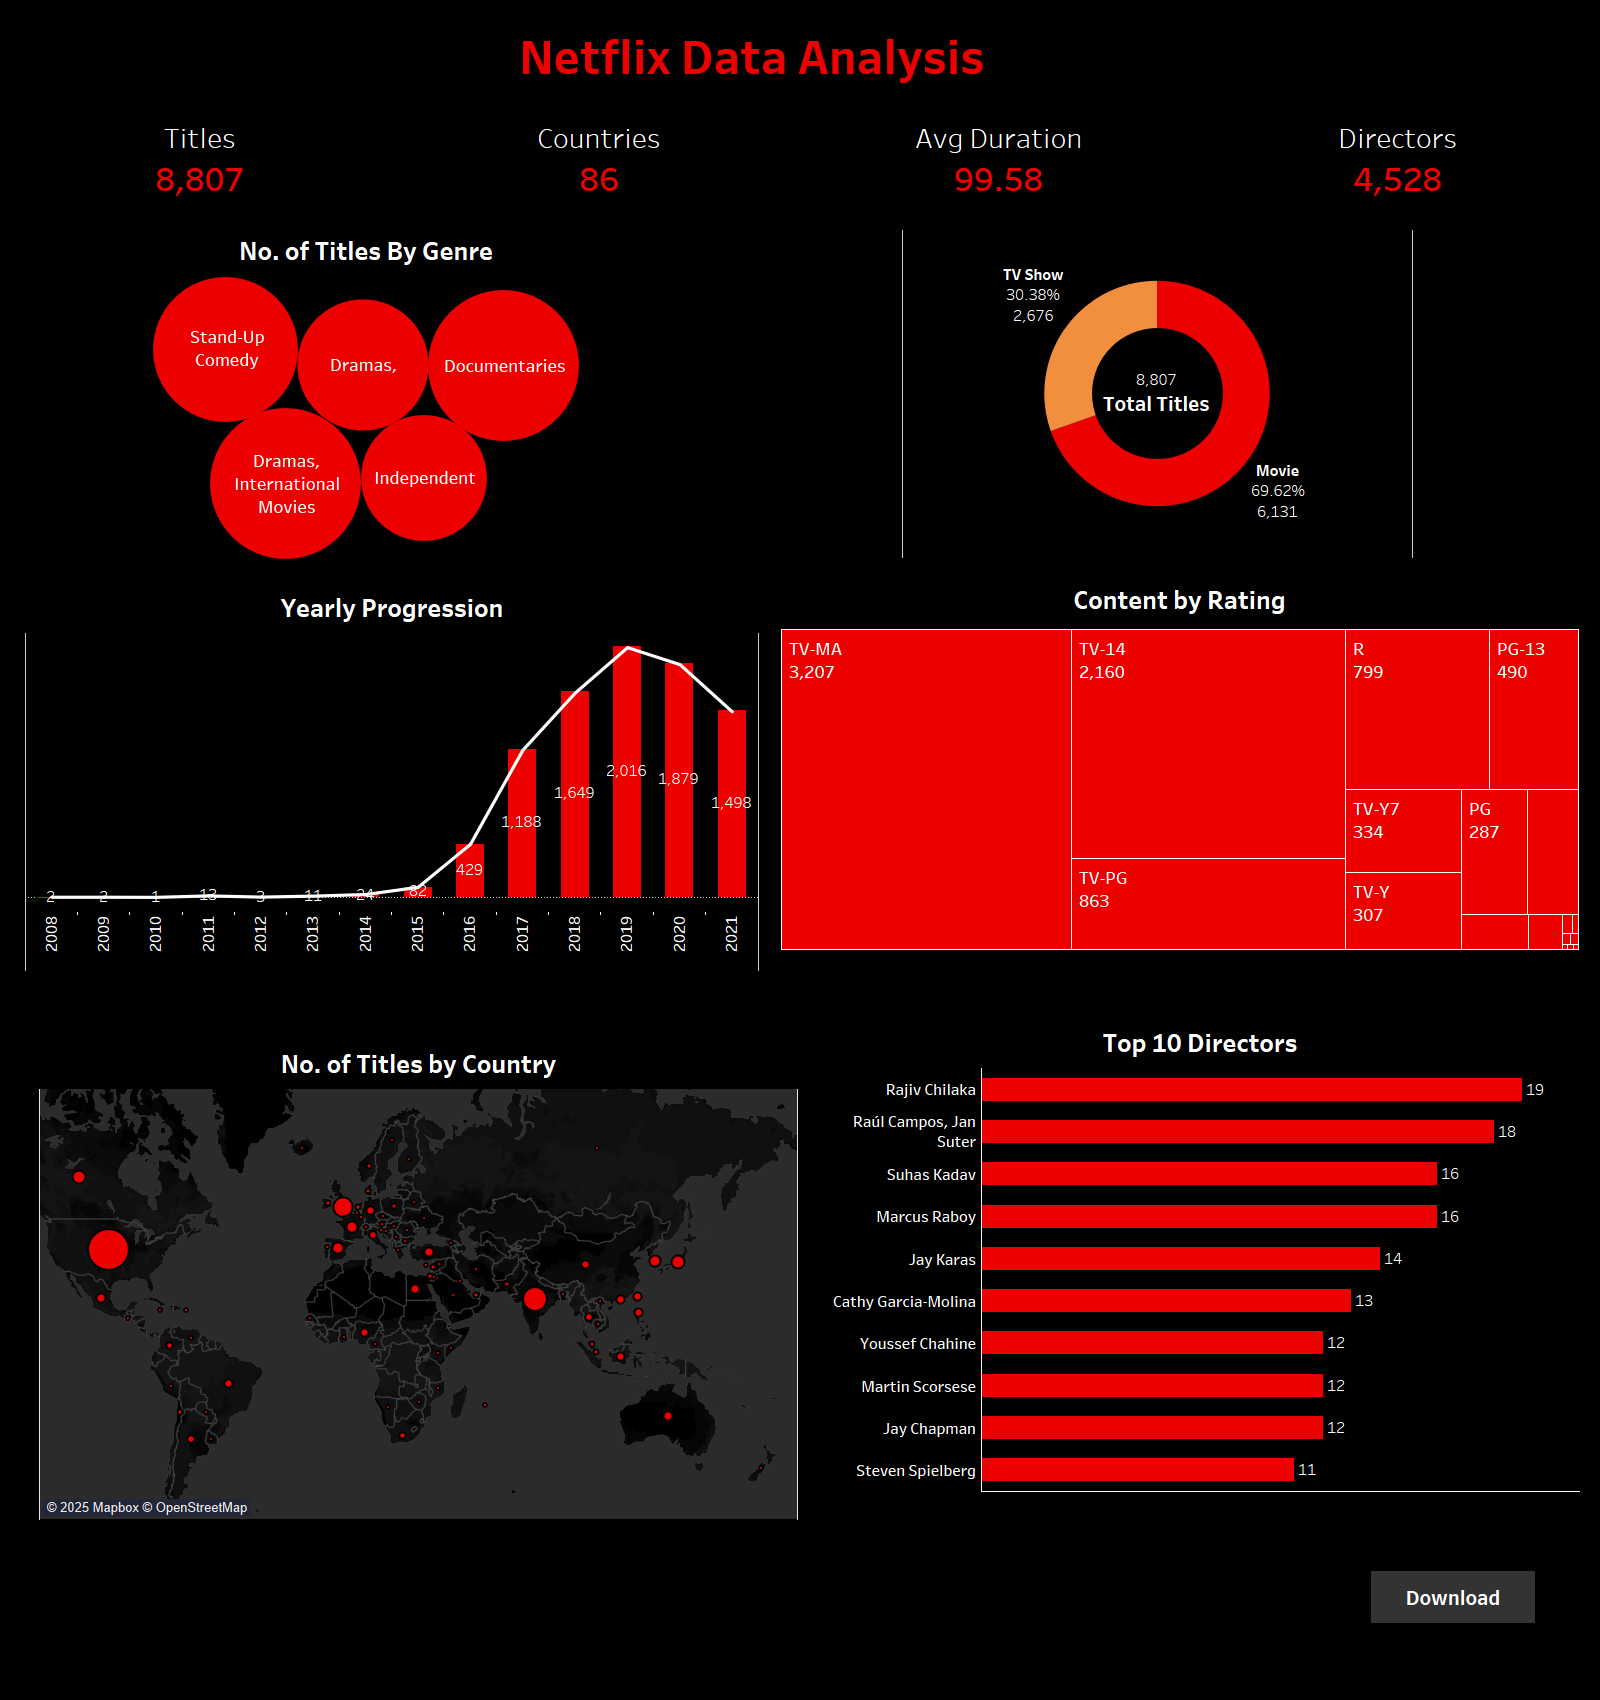 Netflix Data Analysis
Titles
8,807
Countries
86
Avg Duration
99.58
Directors
4,528
No. of Titles By Genre
Stand-Up
Comedy
Dramas,
Documentaries
Dramas,
International
Movies
Independent
TV Show
30.38%
2,676
8,807
Total Titles
Movie
69.62%
6,131
Yearly Progression
2
2
1
13
3
11
24
82
429
1,188
1,649
2,016
1,879
1,498
2008
2009
2010
2011
2012
2013
2014
2015
2016
2017
2018
2019
2020
2021
Content by Rating
TV-MA
3,207
TV-14
2,160
TV-PG
863
R
799
PG-13
490
TV-Y7
334
PG
287
TV-Y
307
No. of Titles by Country
© 2025 Mapbox © OpenStreetMap
Top 10 Directors
Rajiv Chilaka
19
Raúl Campos, Jan
Suter
18
Suhas Kadav
16
Marcus Raboy
16
Jay Karas
14
Cathy Garcia-Molina
13
Youssef Chahine
12
Martin Scorsese
12
Jay Chapman
12
Steven Spielberg
11
Download